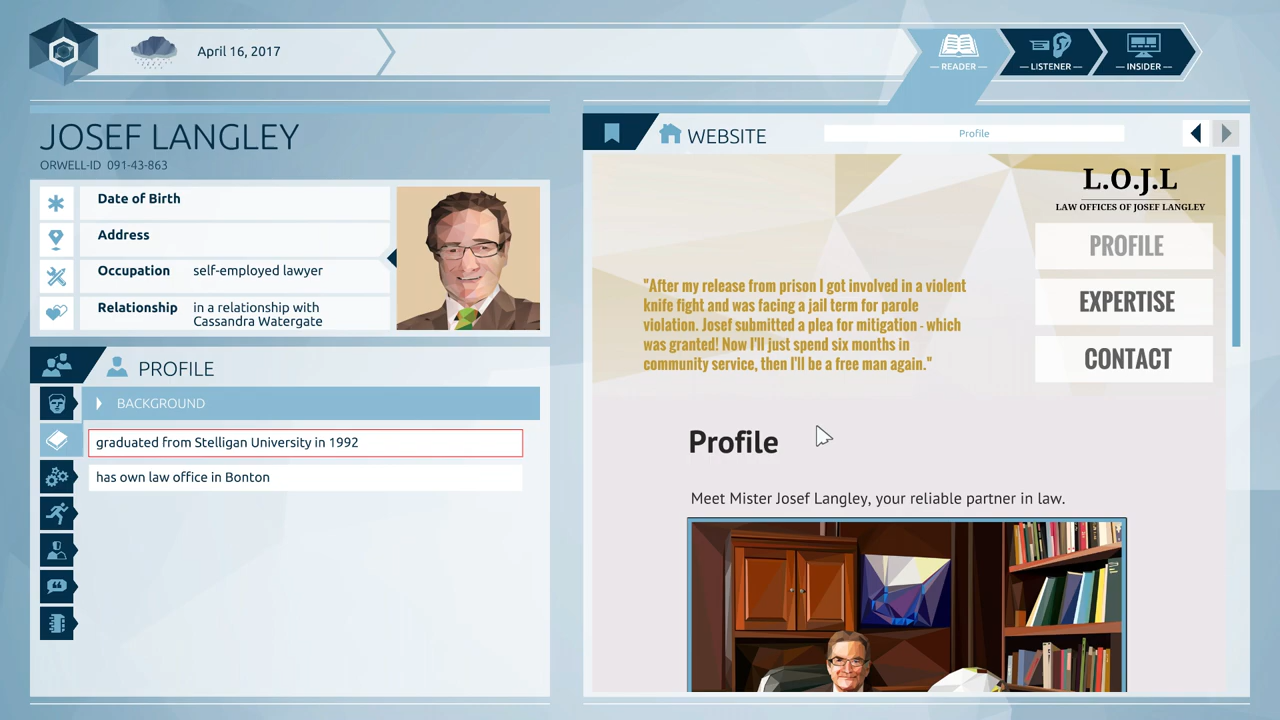 April 16, 2017
— READER —
— LISTENER —
— INSIDER —
JOSEF LANGLEY
ORWELL-ID 091-43-863
Date of Birth
Address
Occupation self-employed lawyer
Relationship in a relationship with
Cassandra Watergate
PROFILE
BACKGROUND
graduated from Stelligan University in 1992
has own law office in Bonton
WEBSITE
Profile
L.O.J.L
LAW OFFICES OF JOSEF LANGLEY
PROFILE
EXPERTISE
CONTACT
"After my release from prison I got involved in a violent
knife fight and was facing a jail term for parole
violation. Josef submitted a plea for mitigation - which
was granted! Now I'll just spend six months in
community service, then I'll be a free man again."
Profile
Meet Mister Josef Langley, your reliable partner in law.